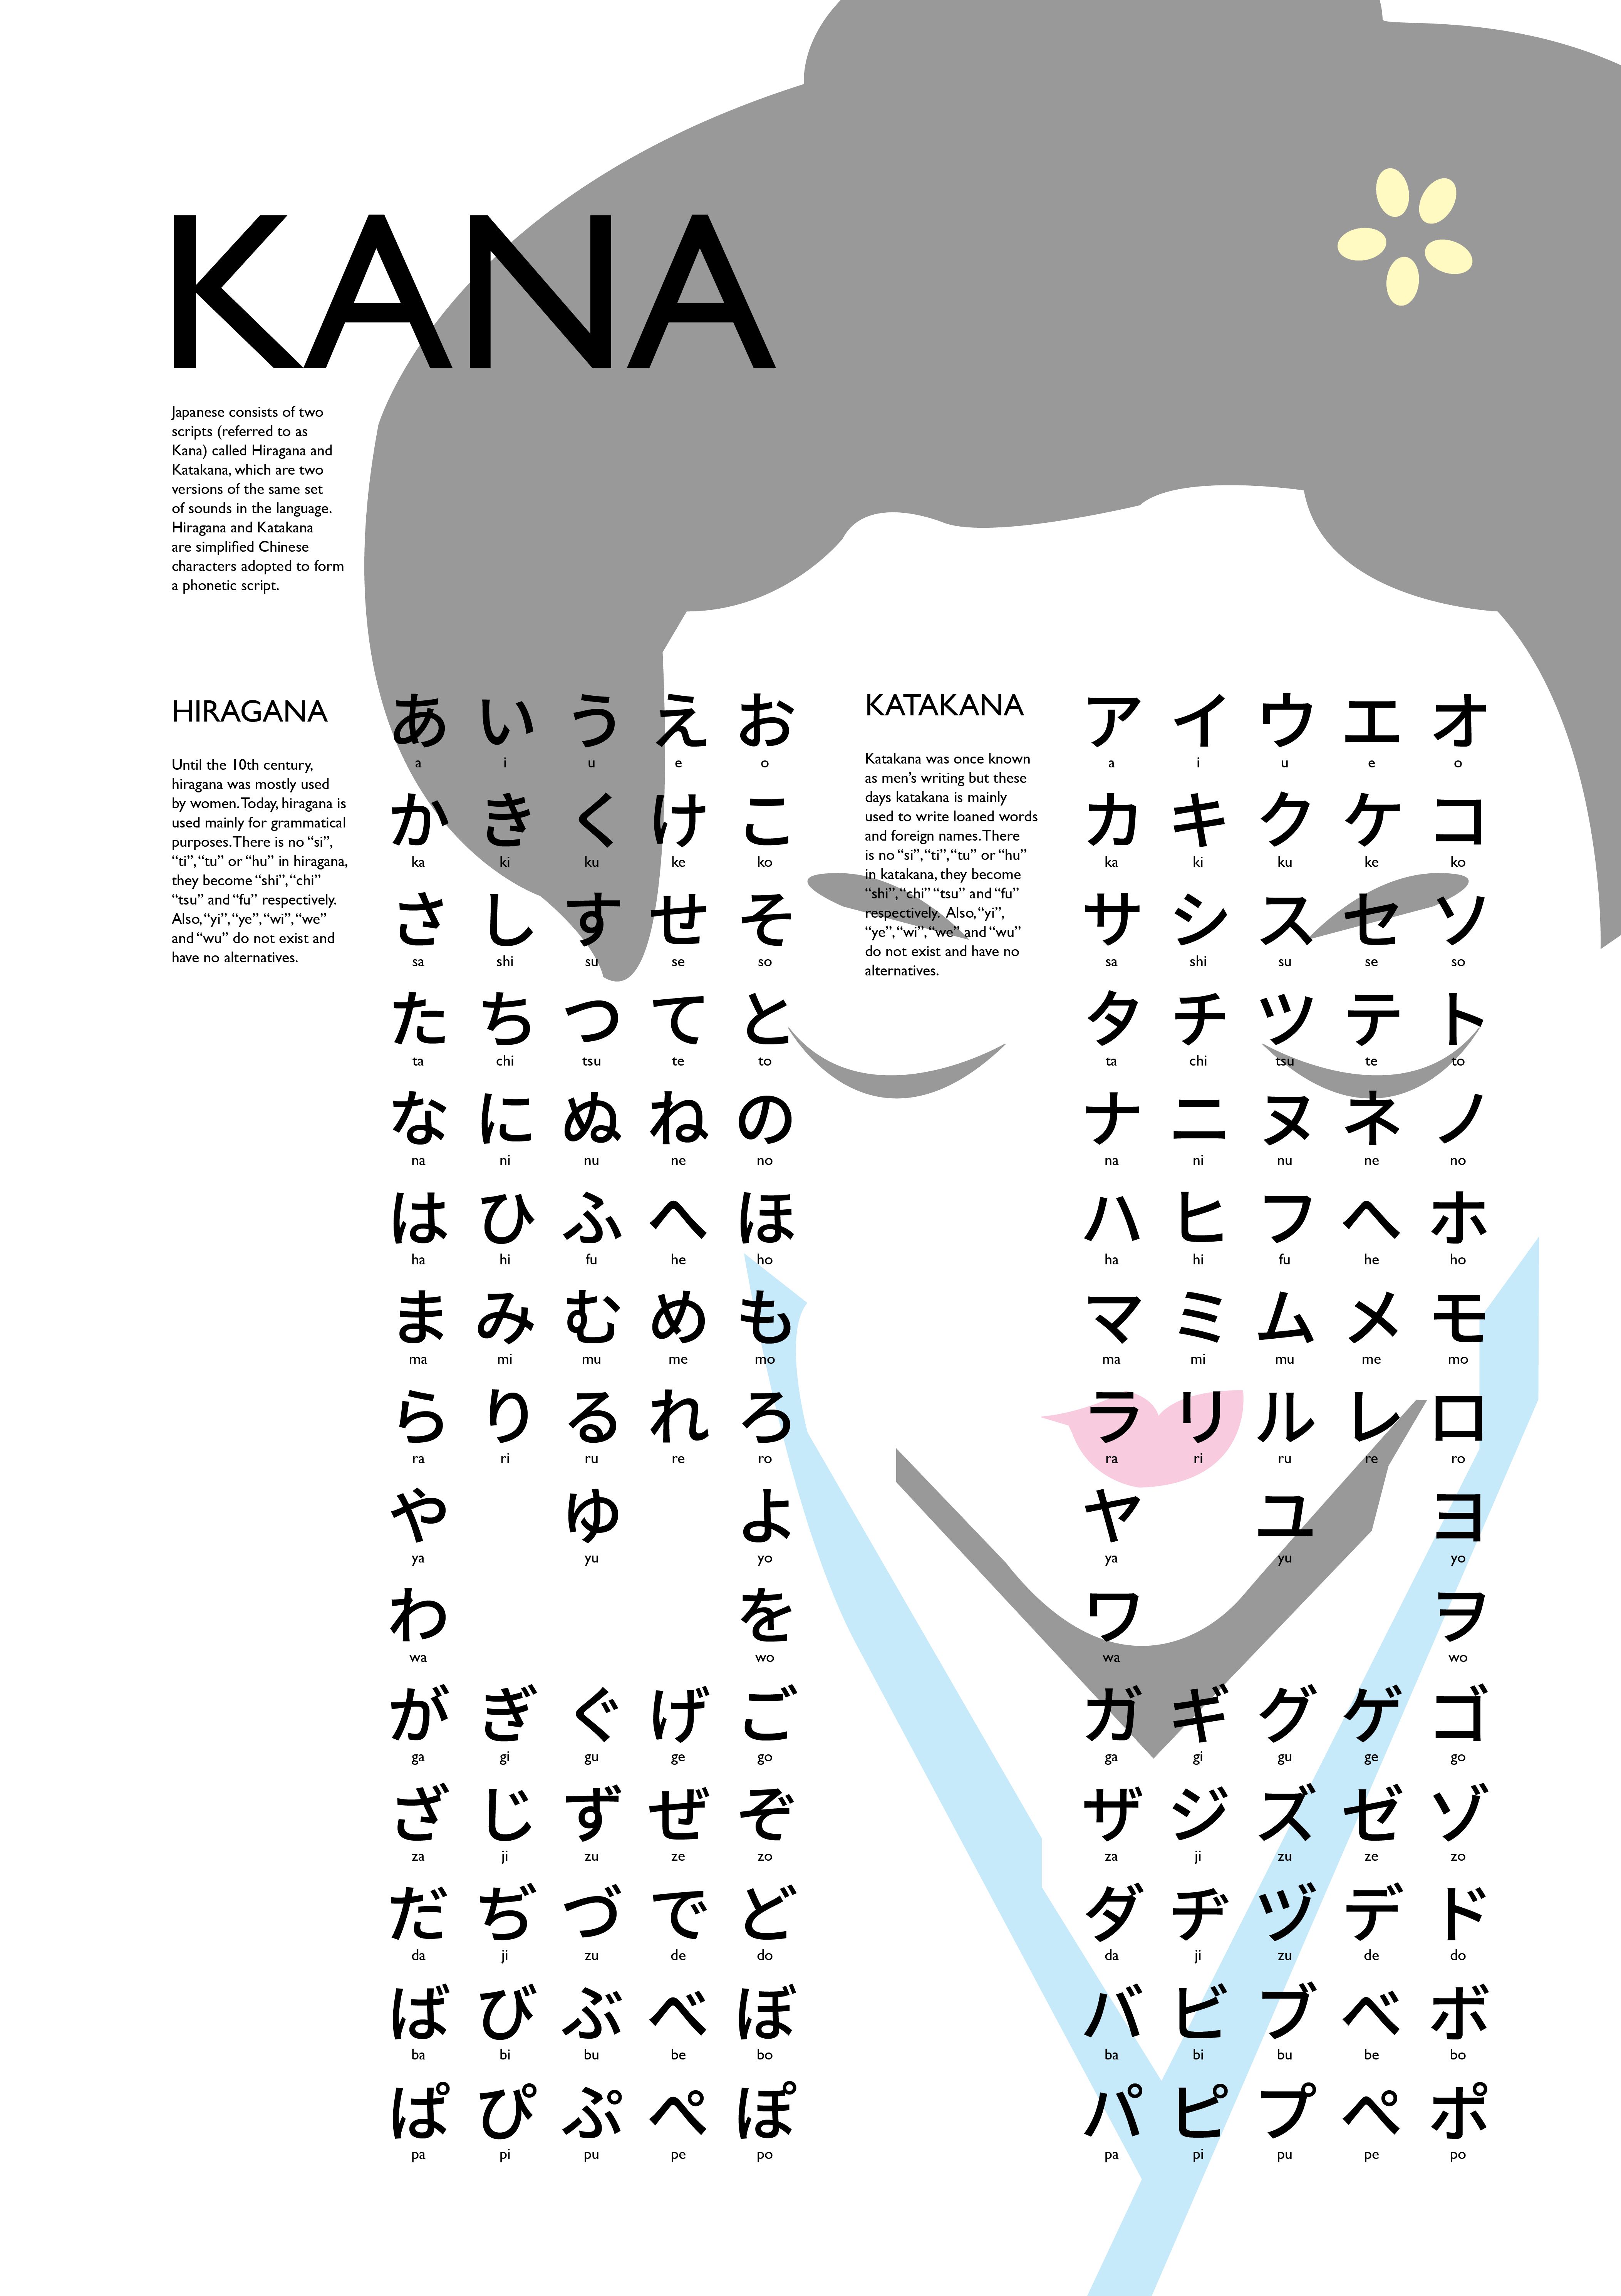 KANA
Japanese consists of two
scripts (referred to as
Kana) called Hiragana and
Katakana, which are two
versions of the same set
of sounds in the language.
Hiragana and Katakana
are simplified Chinese
characters adopted to form
a phonetic script.
HIRAGANA
Until the 10th century,
hiragana was mostly used
by women. Today, hiragana is
used mainly for grammatical
purposes. There is no “si”,
“ti”, “tu” or “hu” in hiragana,
they become “shi”, “chi”
“tsu” and “fu” respectively.
Also, “yi”, “ye”, “wi”, “we”
and “wu” do not exist and
have no alternatives.
あ い う え お
a i u e o
か き く け こ
ka ki ku ke ko
さ し す せ そ
sa shi su se so
た ち つ て と
ta chi tsu te to
な に ぬ ね の
na ni nu ne no
は ひ ふ へ ほ
ha hi fu he ho
ま み む め も
ma mi mu me mo
ら り る れ ろ
ra ri ru re ro
や ゆ よ
ya yu yo
わ を
wa wo
が ぎ ぐ げ ご
ga gi gu ge go
ざ じ ず ぜ ぞ
za ji zu ze zo
だ ぢ づ で ど
da ji zu de do
ば び ぶ べ ぼ
ba bi bu be bo
ぱ ぴ ぷ ぺ ぽ
pa pi pu pe po
KATAKANA
Katakana was once known
as men’s writing but these
days katakana is mainly
used to write loaned words
and foreign names. There
is no “si”, “ti”, “tu” or “hu”
in katakana, they become
“shi”, “chi” “tsu” and “fu”
respectively. Also, “yi”,
“ye”, “wi”, “we” and “wu”
do not exist and have no
alternatives.
ア イ ウ エ オ
a i u e o
カ キ ク ケ コ
ka ki ku ke ko
サ シ ス セ ソ
sa shi su se so
タ チ ツ テ ト
ta chi tsu te to
ナ ニ ヌ ネ ノ
na ni nu ne no
ハ ヒ フ ヘ ホ
ha hi fu he ho
マ ミ ム メ モ
ma mi mu me mo
ラ リ ル レ ロ
ra ri ru re ro
ヤ ユ ヨ
ya yu yo
ワ ヲ
wa wo
ガ ギ グ ゲ ゴ
ga gi gu ge go
ザ ジ ズ ゼ ゾ
za ji zu ze zo
ダ ヂ ヅ デ ド
da ji zu de do
バ ビ ブ ベ ボ
ba bi bu be bo
パ ピ プ ペ ポ
pa pi pu pe po